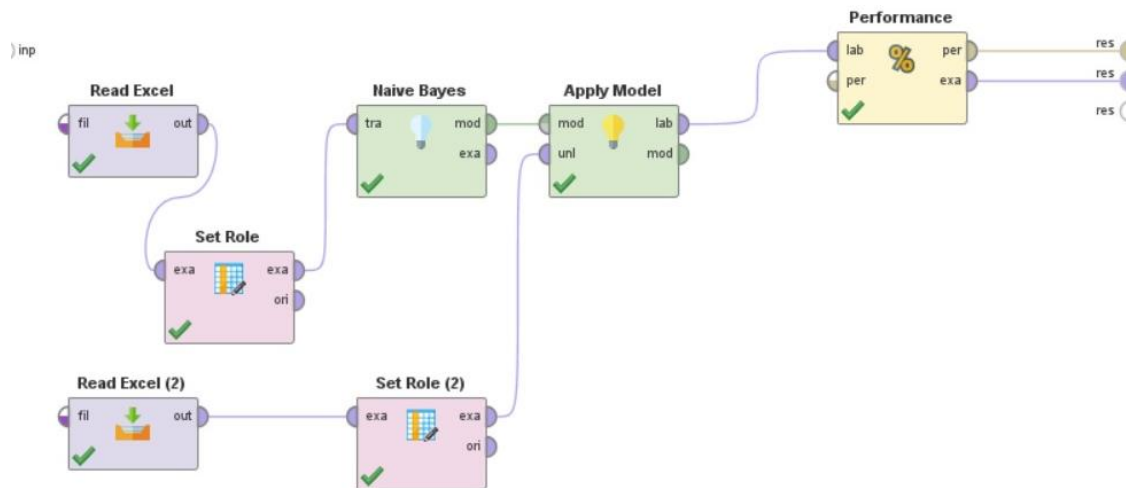 Performance
inp
lab per res
per exa res
res
Read Excel
fil out
Naive Bayes
tra mod
exa
Apply Model
mod lab
unl mod
Set Role
exa exa
ori
Read Excel (2)
fil out
Set Role (2)
exa exa
ori